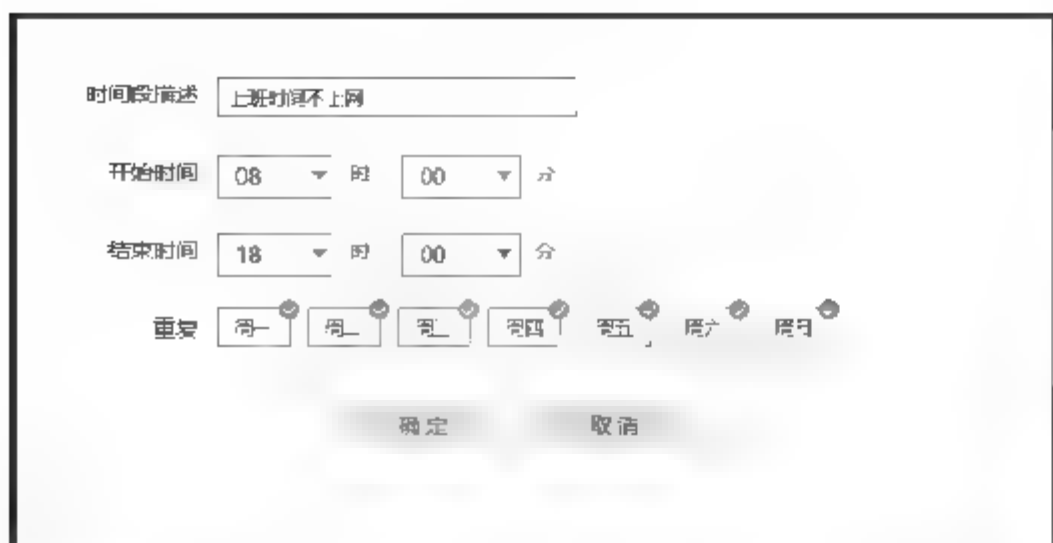 时间段描述 上班时间不上网
开始时间 08 时 00 分
结束时间 18 时 00 分
重复 周一 周二 周三 周四 周五 周六 周日
确定 取消